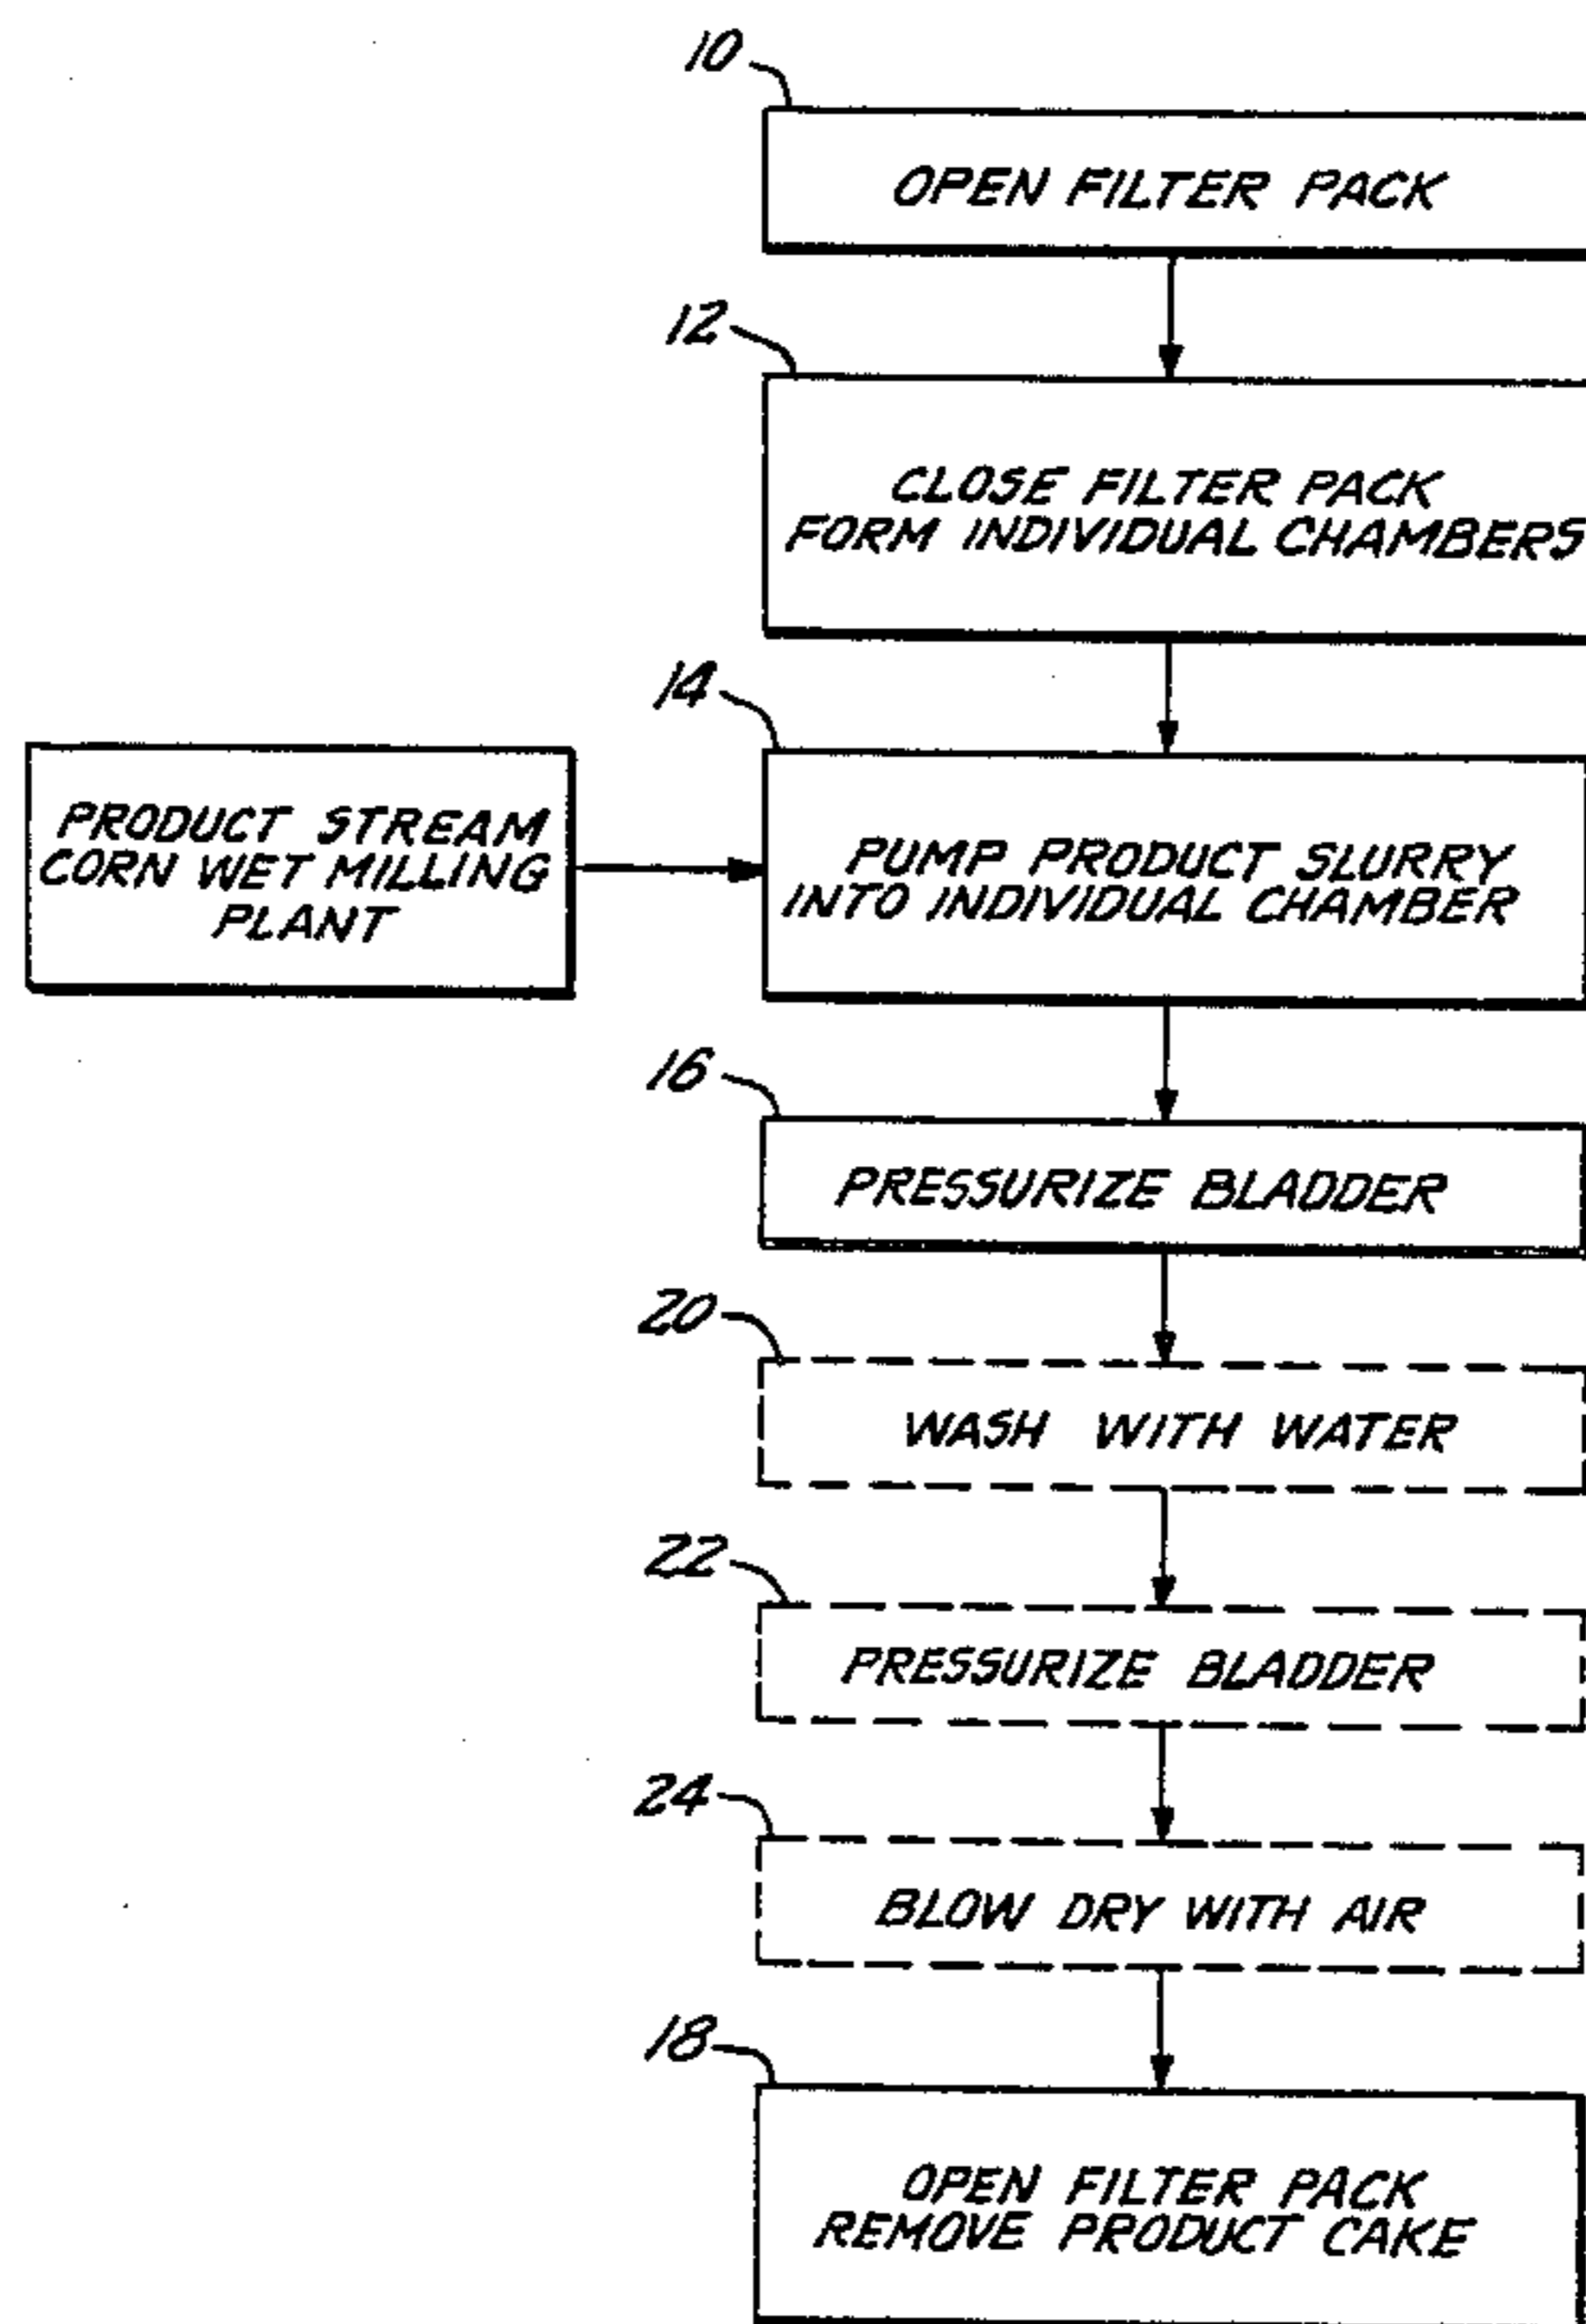 10
OPEN FILTER PACK
12
CLOSE FILTER PACK
FORM INDIVIDUAL CHAMBERS
14
PRODUCT STREAM
CORN WET MILLING
PLANT
PUMP PRODUCT SLURRY
INTO INDIVIDUAL CHAMBER
16
PRESSURIZE BLADDER
20
WASH WITH WATER
22
PRESSURIZE BLADDER
24
BLOW DRY WITH AIR
18
OPEN FILTER PACK
REMOVE PRODUCT CAKE